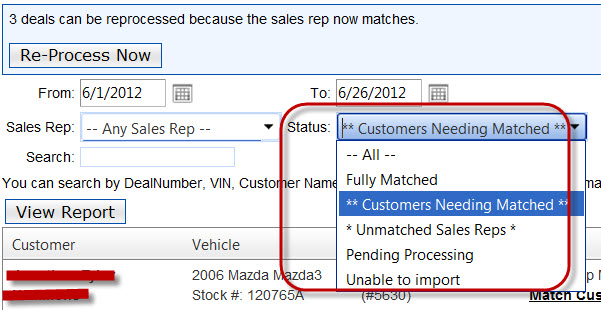 3 deals can be reprocessed because the sales rep now matches.
Re-Process Now
From: 6/1/2012 To: 6/26/2012
Sales Rep: -- Any Sales Rep -- Status: ** Customers Needing Matched **
-- All --
Search: Fully Matched
You can search by DealNumber, VIN, Customer Name ** Customers Needing Matched **
View Report * Unmatched Sales Reps *
Customer Vehicle Pending Processing
2006 Mazda Mazda3 Unable to import
Stock #: 120765A (#5630) Match Cus